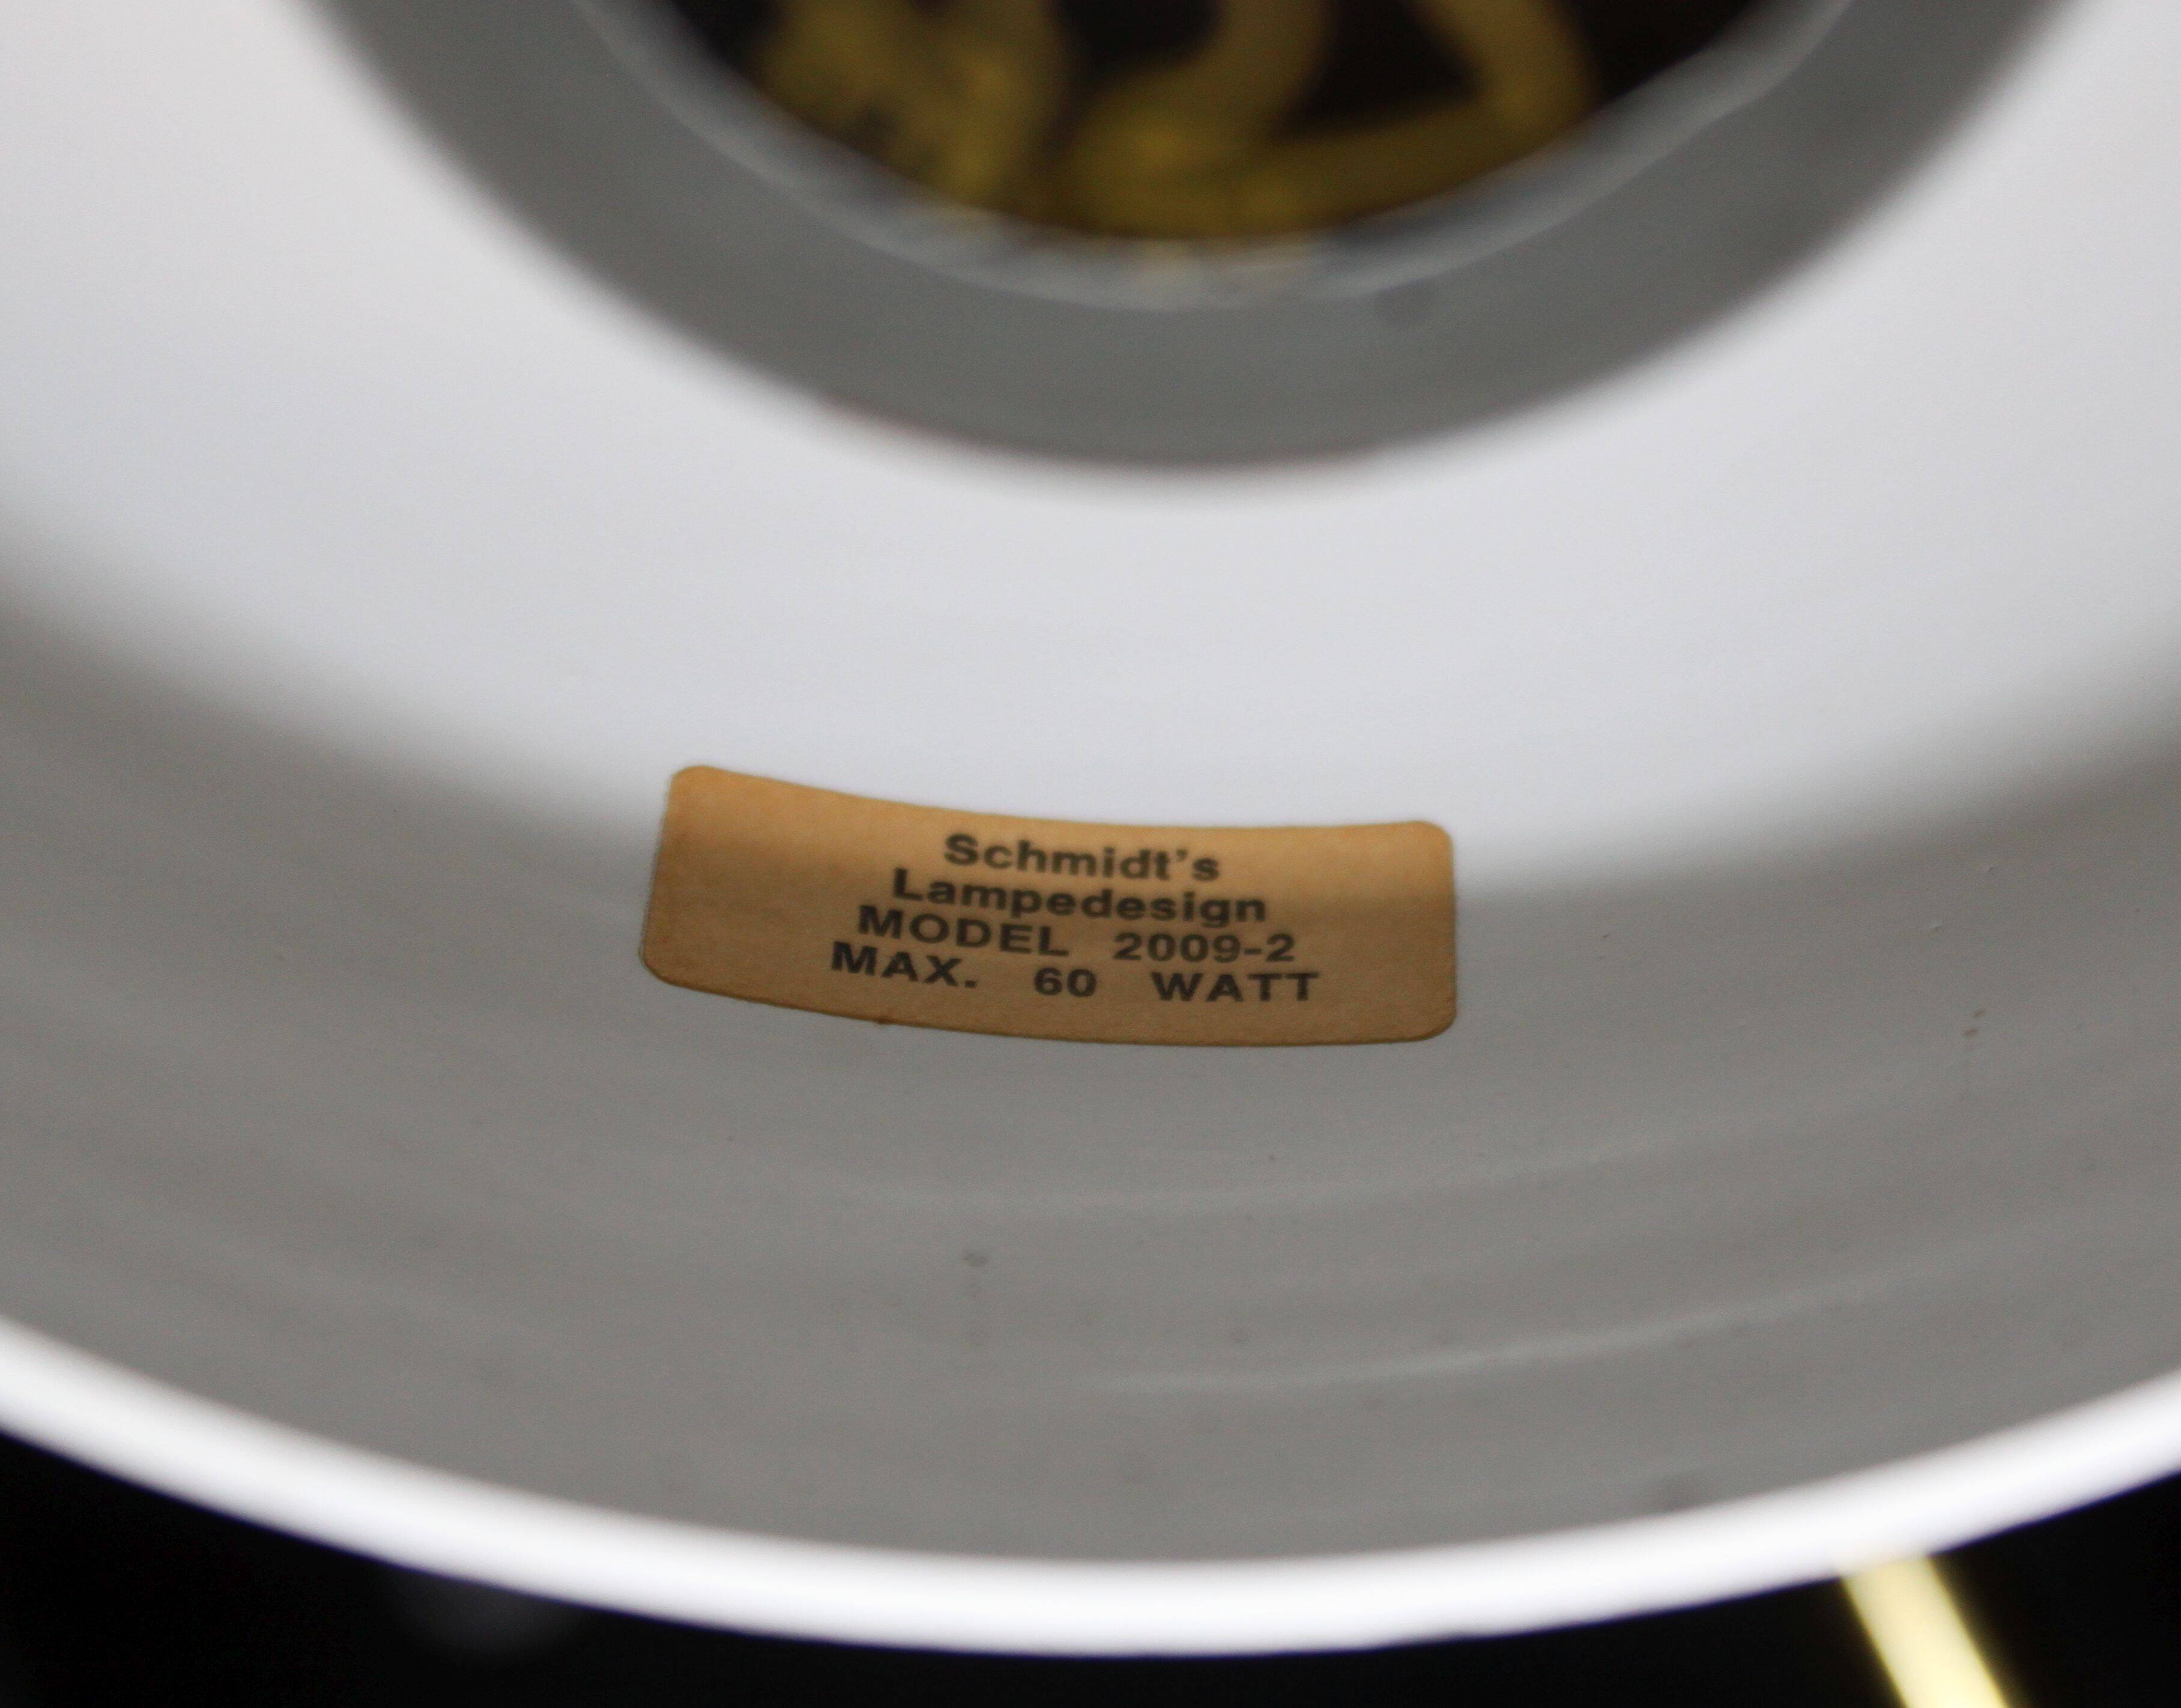 Schmidt's
Lampedesign
MODEL 2009-2
MAX. 60 WATT